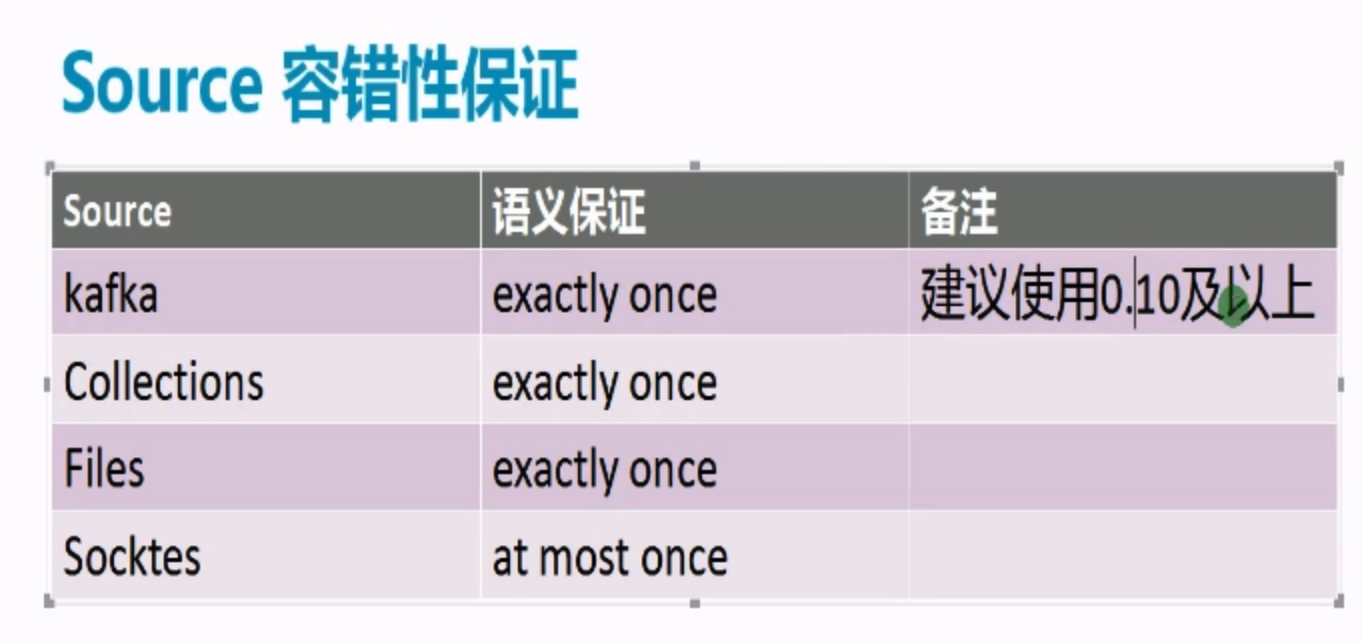 Source 容错性保证
Source 语义保证 备注
kafka exactly once 建议使用0.10及以上
Collections exactly once
Files exactly once
Socktes at most once